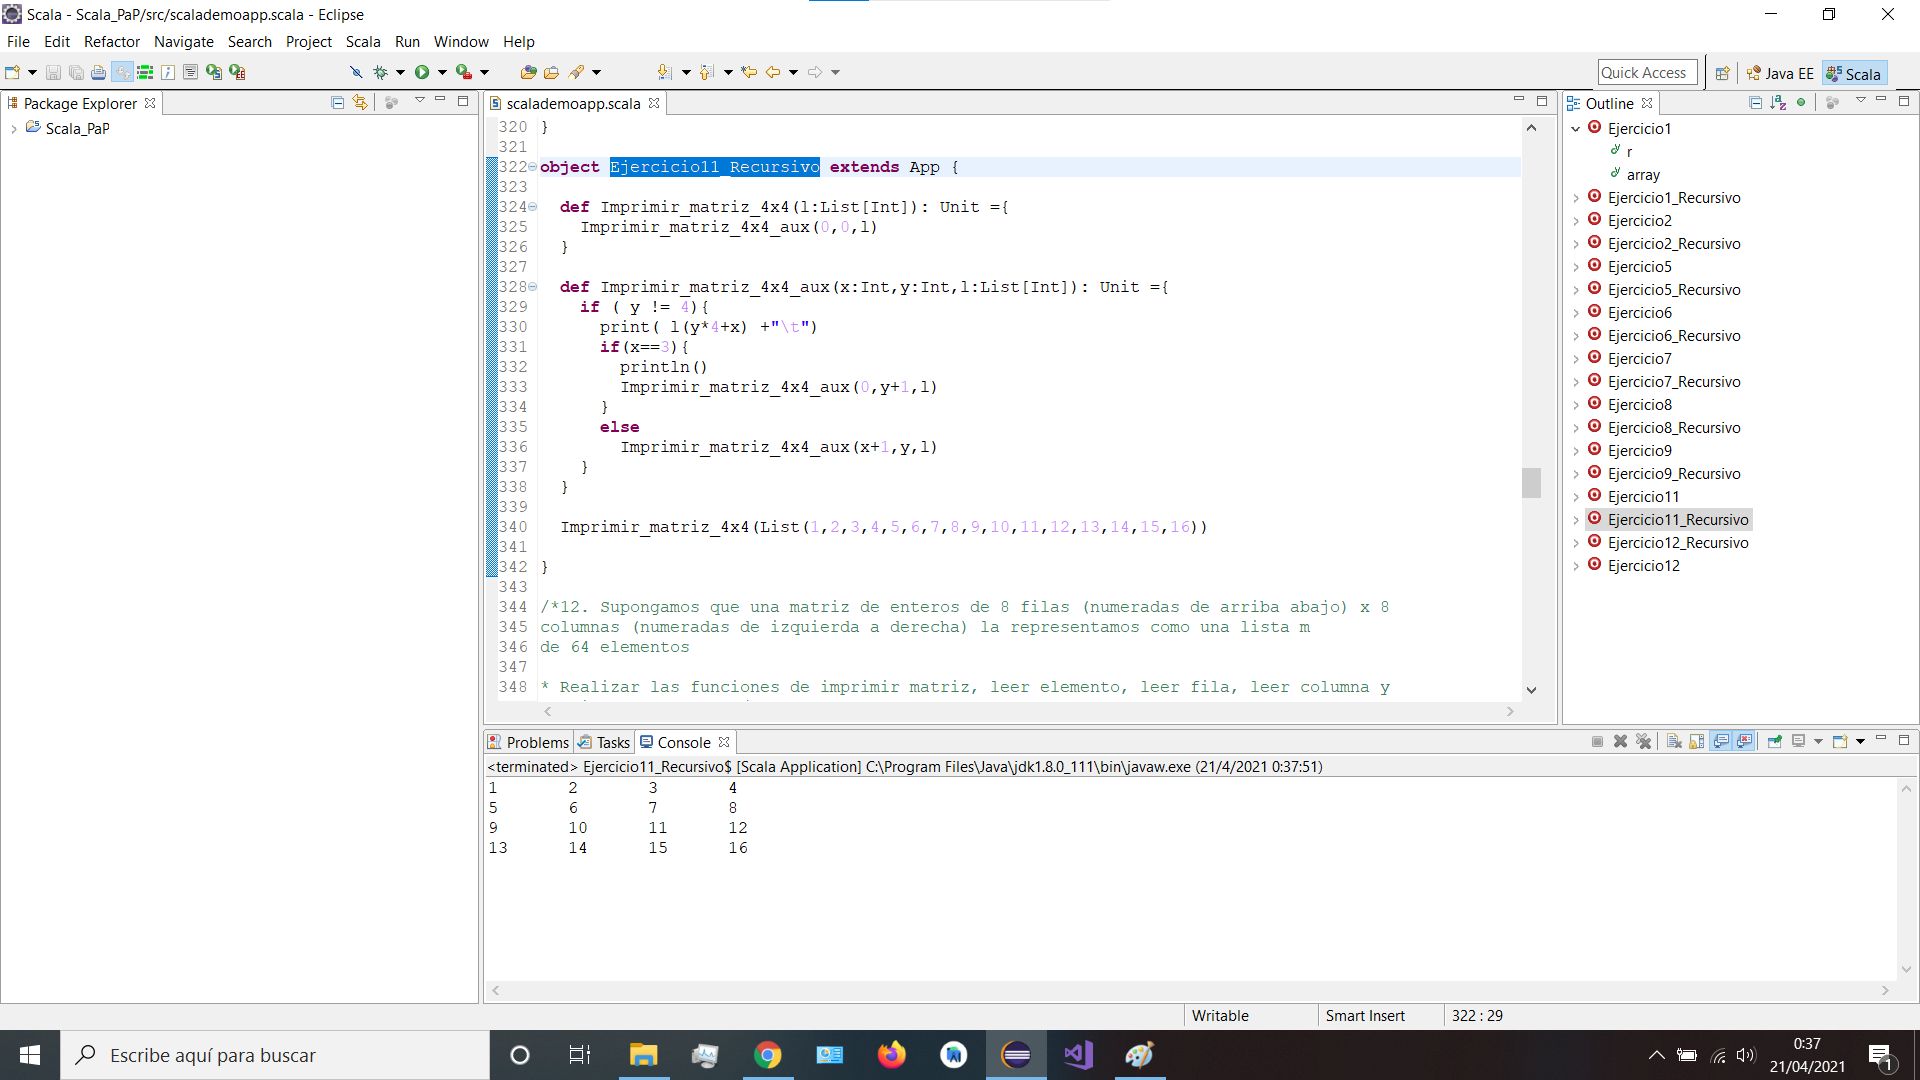 Scala - Scala_PaP/src/scalademoapp.scala - Eclipse
File Edit Refactor Navigate Search Project Scala Run Window Help
Quick Access
Java EE
Scala
Package Explorer
Scala_PaP
scalademoapp.scala
320 }
321
322 object Ejercicio11_Recursivo extends App {
323
324   def Imprimir_matriz_4x4(l:List[Int]): Unit ={
325     Imprimir_matriz_4x4_aux(0,0,l)
326   }
327
328   def Imprimir_matriz_4x4_aux(x:Int,y:Int,l:List[Int]): Unit ={
329     if ( y != 4){
330       print( l(y*4+x) +"\t")
331       if(x==3){
332         println()
333         Imprimir_matriz_4x4_aux(0,y+1,l)
334       }
335       else
336         Imprimir_matriz_4x4_aux(x+1,y,l)
337     }
338   }
339
340   Imprimir_matriz_4x4(List(1,2,3,4,5,6,7,8,9,10,11,12,13,14,15,16))
341
342 }
343
344 /*12. Supongamos que una matriz de enteros de 8 filas (numeradas de arriba abajo) x 8
345 columnas (numeradas de izquierda a derecha) la representamos como una lista m
346 de 64 elementos
347
348 * Realizar las funciones de imprimir matriz, leer elemento, leer fila, leer columna y
Outline
Ejercicio1
r
array
Ejercicio1_Recursivo
Ejercicio2
Ejercicio2_Recursivo
Ejercicio5
Ejercicio5_Recursivo
Ejercicio6
Ejercicio6_Recursivo
Ejercicio7
Ejercicio7_Recursivo
Ejercicio8
Ejercicio8_Recursivo
Ejercicio9
Ejercicio9_Recursivo
Ejercicio11
Ejercicio11_Recursivo
Ejercicio12_Recursivo
Ejercicio12
Problems Tasks Console
<terminated> Ejercicio11_Recursivo$ [Scala Application] C:\Program Files\Java\jdk1.8.0_111\bin\javaw.exe (21/4/2021 0:37:51)
1 2 3 4
5 6 7 8
9 10 11 12
13 14 15 16
Writable
Smart Insert
322 : 29
Escribe aquí para buscar
0:37
21/04/2021
1